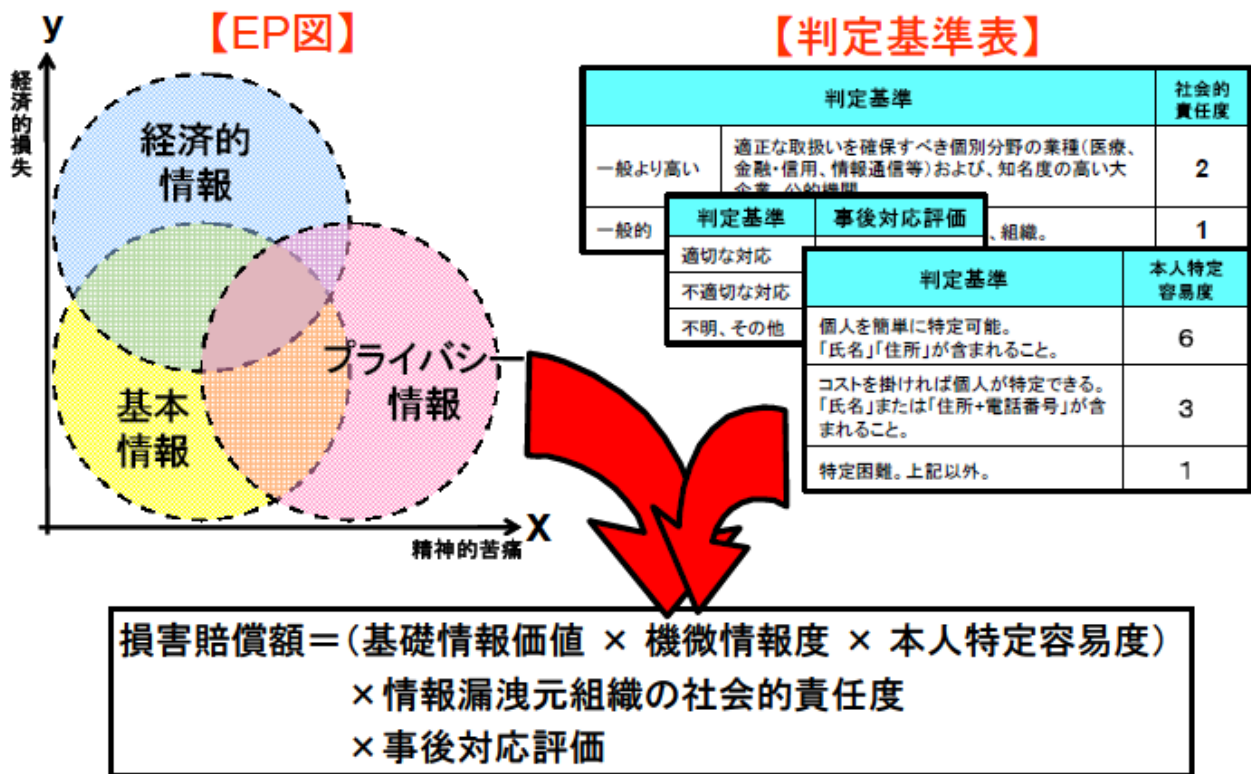 【EP図】
y
経済的損失
経済的
情報
基本
情報
プライバシー
情報
X
精神的苦痛
【判定基準表】
判定基準 社会的
責任度
一般より高い 適正な取扱いを確保すべき個別分野の業種(医療、
金融・信用、情報通信等)および、知名度の高い大
2
一般的 、組織。 1
判定基準 事後対応評価
適切な対応
不適切な対応
不明、その他
判定基準 本人特定
容易度
個人を簡単に特定可能。
「氏名」「住所」が含まれること。 6
コストを掛ければ個人が特定できる。
「氏名」または「住所+電話番号」が含
まれること。 3
特定困難。上記以外。 1
損害賠償額=(基礎情報価値 × 機微情報度 × 本人特定容易度)
×情報漏洩元組織の社会的責任度
×事後対応評価